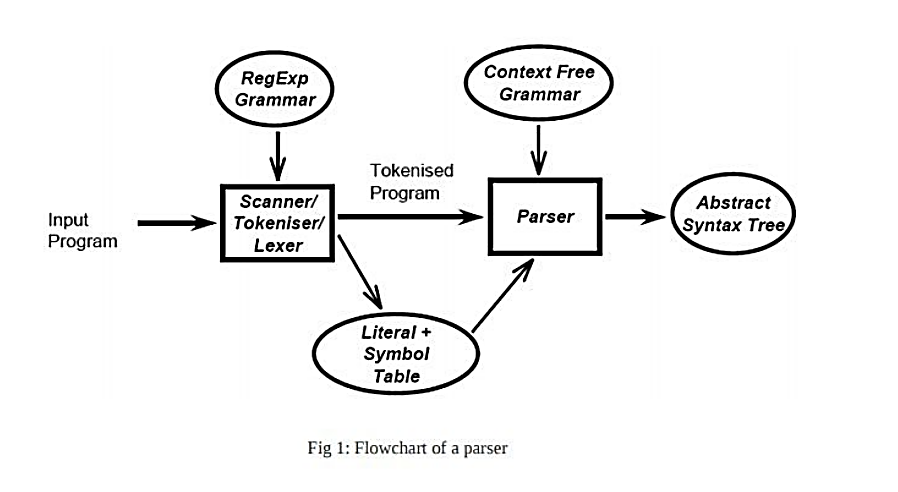 RegExp
Grammar
Context Free
Grammar
Tokenised
Program
Input
Program
Scanner/
Tokeniser/
Lexer
Parser
Abstract
Syntax Tree
Literal +
Symbol
Table
Fig 1: Flowchart of a parser